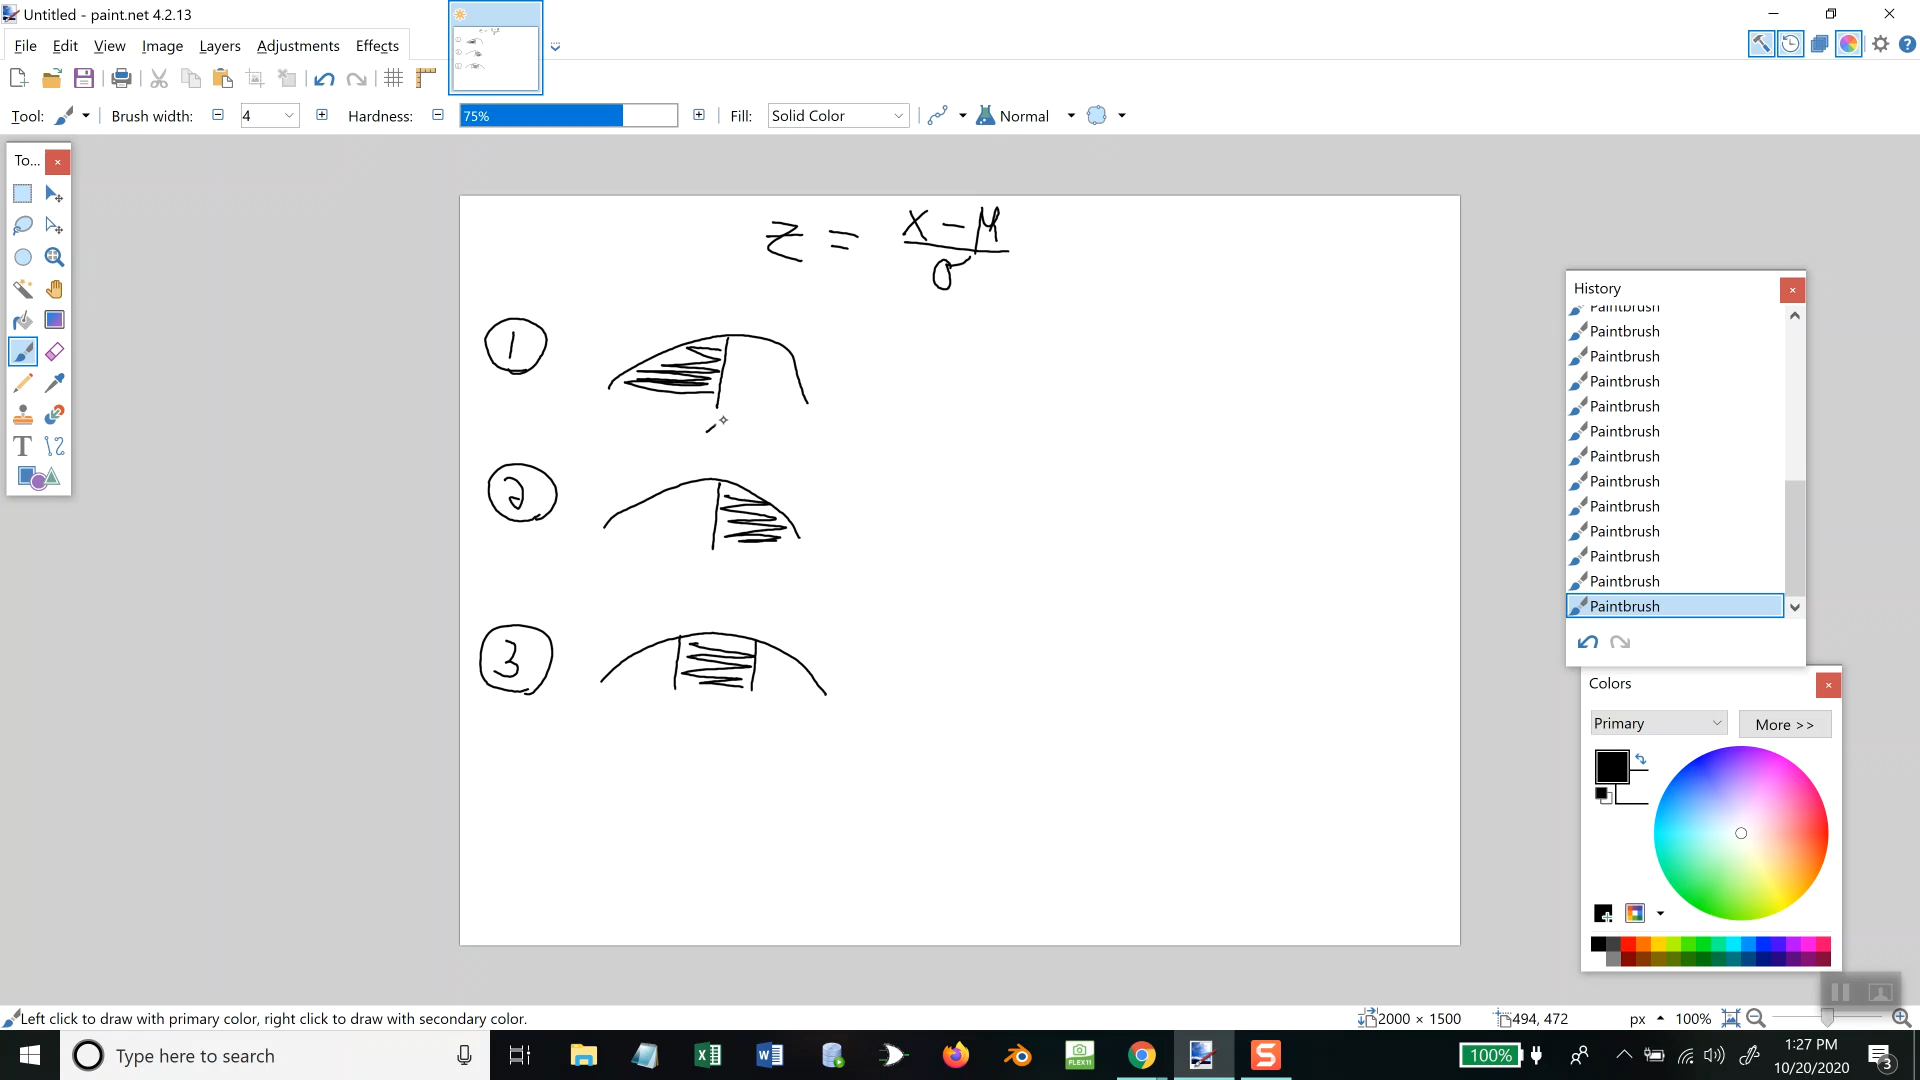 Untitled - paint.net 4.2.13
File Edit View Image Layers Adjustments Effects
Tool: Brush width: 4 Hardness: 75% Fill: Solid Color Normal
To...
z = x - μ
σ
1
2
3
History
Paintbrush
Paintbrush
Paintbrush
Paintbrush
Paintbrush
Paintbrush
Paintbrush
Paintbrush
Paintbrush
Paintbrush
Paintbrush
Paintbrush
Paintbrush
Colors
Primary More >>
Left click to draw with primary color, right click to draw with secondary color.
2000 × 1500 494, 472 px 100%
Type here to search
100% 1:27 PM
10/20/2020
3